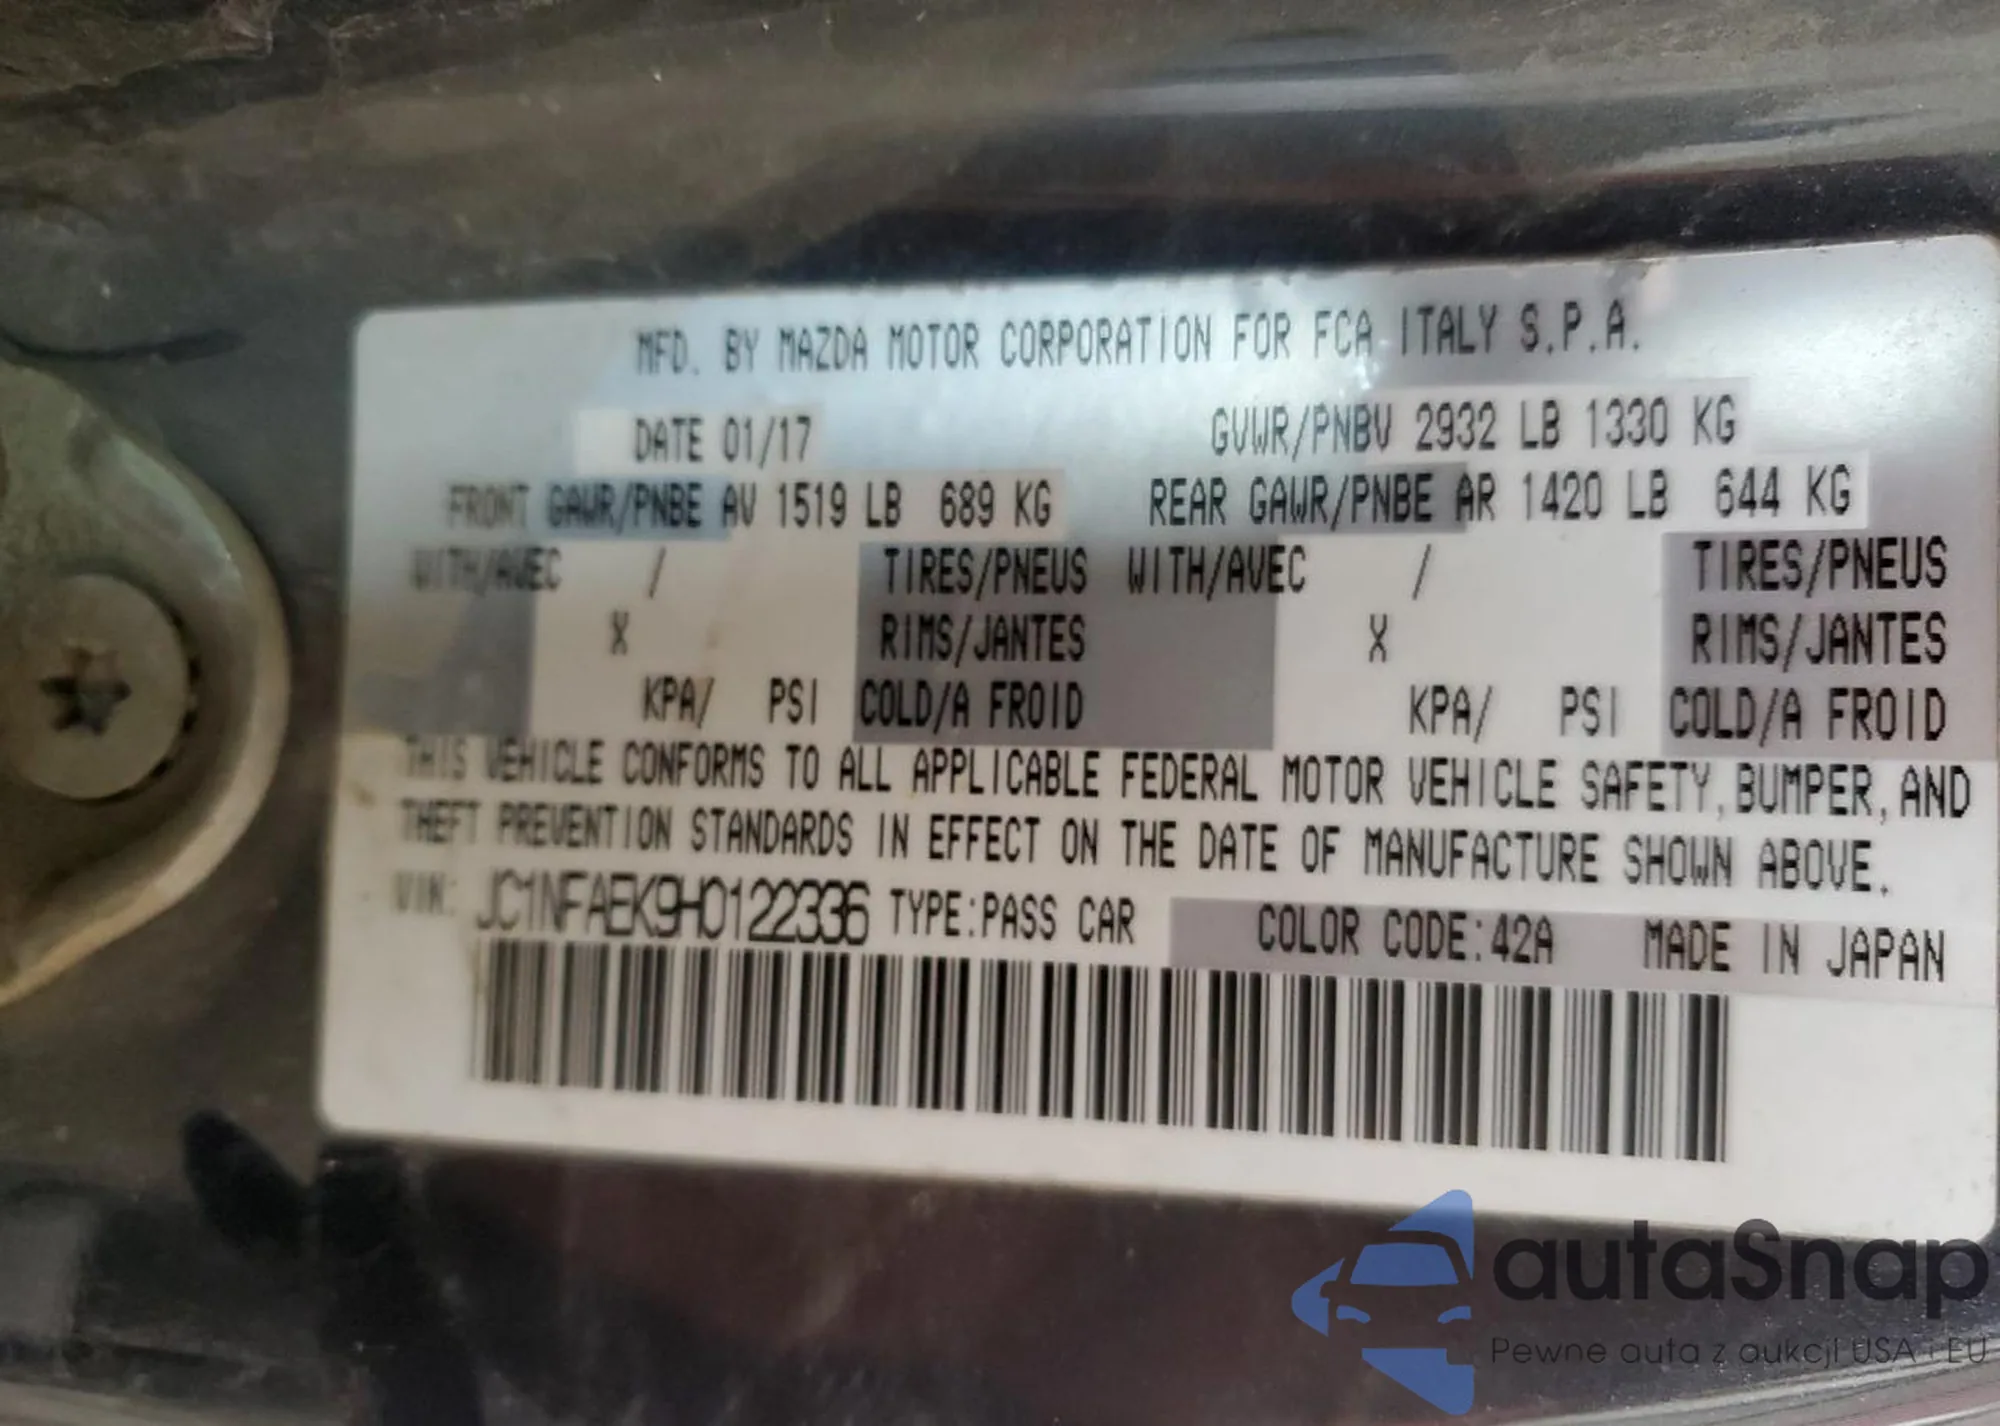 MFD. BY MAZDA MOTOR CORPORATION FOR FCA ITALY S.P.A.
DATE 01/17 GVWR/PNBV 2932 LB 1330 KG
FRONT GAWR/PNBE AV 1519 LB 689 KG REAR GAWR/PNBE AR 1420 LB 644 KG
WITH/AVEC / TIRES/PNEUS WITH/AVEC / TIRES/PNEUS
X RIMS/JANTES X RIMS/JANTES
KPA/ PSI COLD/A FROID KPA/ PSI COLD/A FROID
THIS VEHICLE CONFORMS TO ALL APPLICABLE FEDERAL MOTOR VEHICLE SAFETY, BUMPER, AND
THEFT PREVENTION STANDARDS IN EFFECT ON THE DATE OF MANUFACTURE SHOWN ABOVE.
VIN: JC1NFAEK9H0122336 TYPE:PASS CAR COLOR CODE:42A MADE IN JAPAN
autaSnap
Pewne auta z aukcji USA i EU